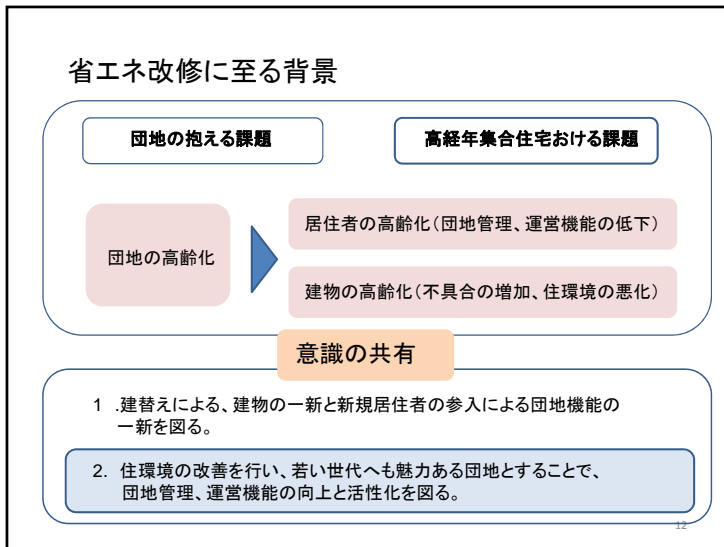 省エネ改修に至る背景
団地の抱える課題
高経年集合住宅おける課題
団地の高齢化
居住者の高齢化(団地管理、運営機能の低下)
建物の高齢化(不具合の増加、住環境の悪化)
意識の共有
1 .建替えによる、建物の一新と新規居住者の参入による団地機能の
一新を図る。
2. 住環境の改善を行い、若い世代へも魅力ある団地とすることで、
団地管理、運営機能の向上と活性化を図る。
12